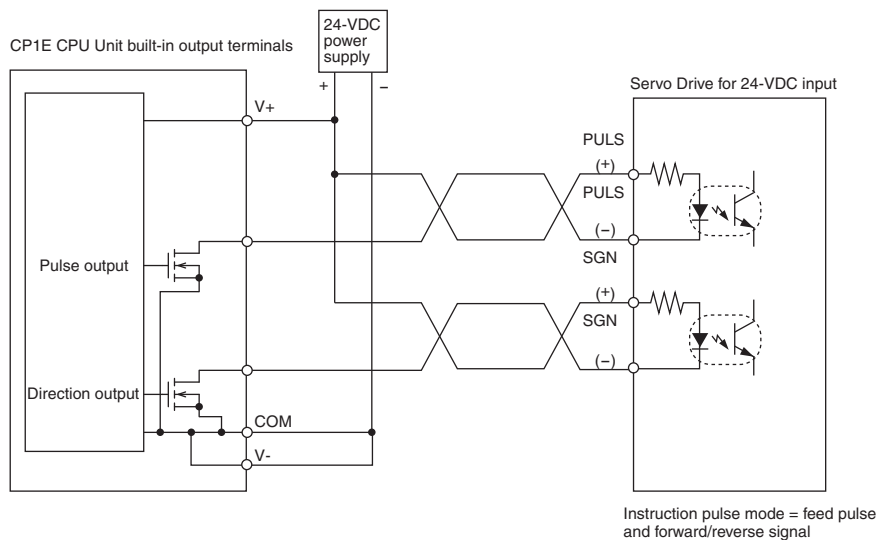 24-VDC
power
supply
CP1E CPU Unit built-in output terminals
+
−
Servo Drive for 24-VDC input
V+
PULS
(+)
PULS
(−)
SGN
Pulse output
(+)
SGN
(−)
Direction output
COM
V-
Instruction pulse mode = feed pulse
and forward/reverse signal